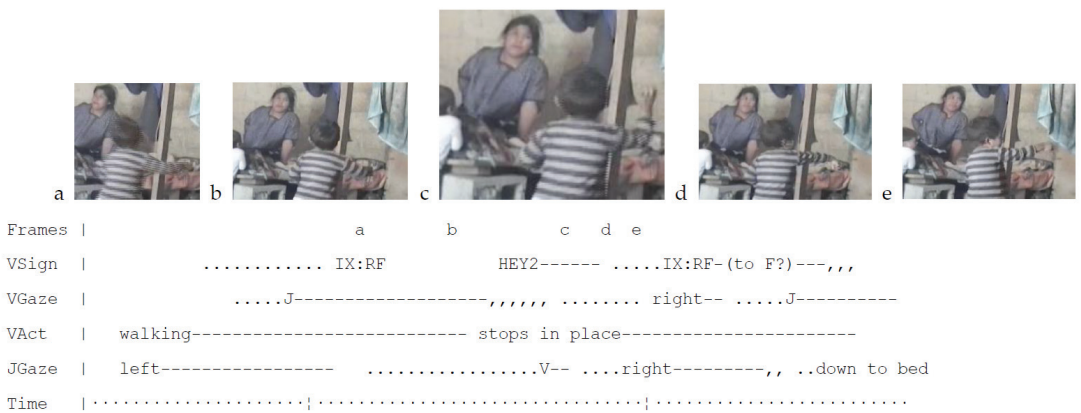 a b c d e
Frames | a b c d e
VSign | ............ IX:RF HEY2------ .....IX:RF-(to F?)---,,,
VGaze | .....J-------------------,,,,,, ........ right-- .....J----------
VAct | walking--------------------------- stops in place-----------------------
JGaze | left----------------- .................V-- ....right---------,, ..down to bed
Time |·····················¦································¦·························